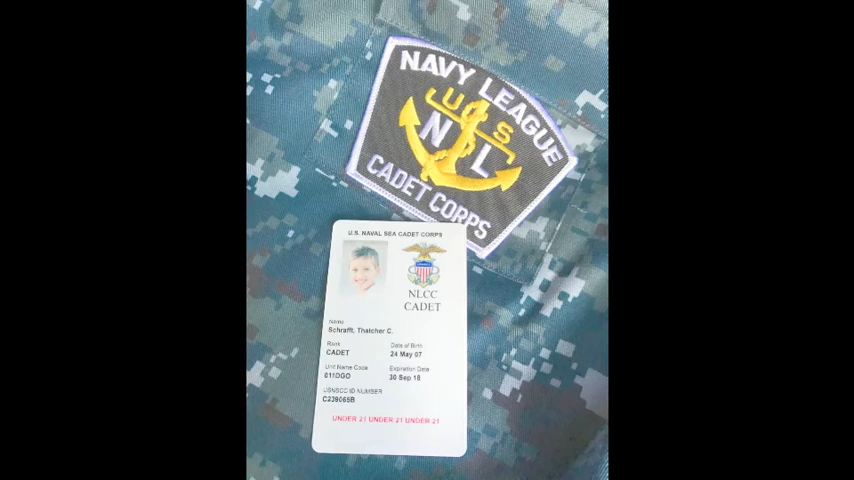 NAVY LEAGUE
U S
N L
CADET CORPS
U.S. NAVAL SEA CADET CORPS
NLCC
CADET
Name
Schrafft, Thatcher C.
Rank
CADET
Date of Birth
24 May 07
Unit Name Code
011DGO
Expiration Date
30 Sep 18
USNSCC ID NUMBER
C239065B
UNDER 21 UNDER 21 UNDER 21